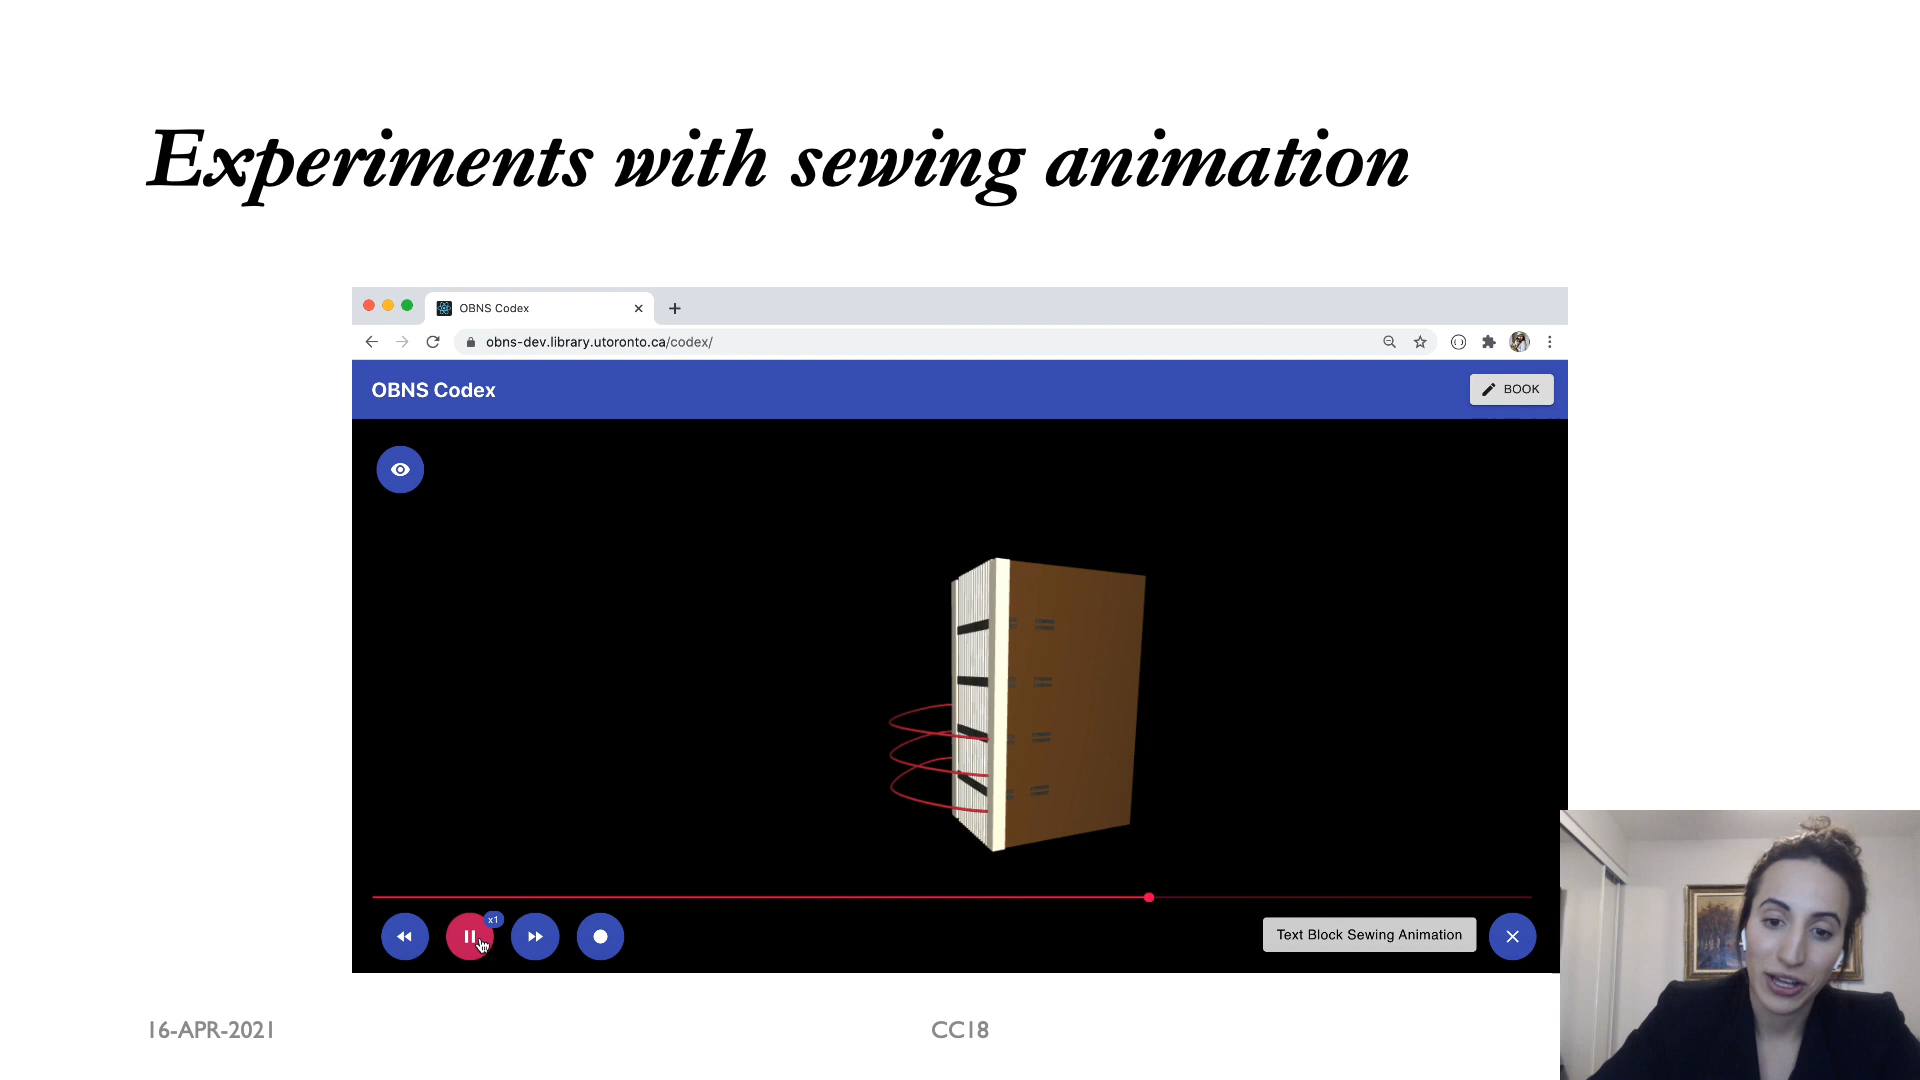 Experiments with sewing animation
OBNS Codex
obns-dev.library.utoronto.ca/codex/
OBNS Codex
BOOK
x1
Text Block Sewing Animation
16-APR-2021
CC18